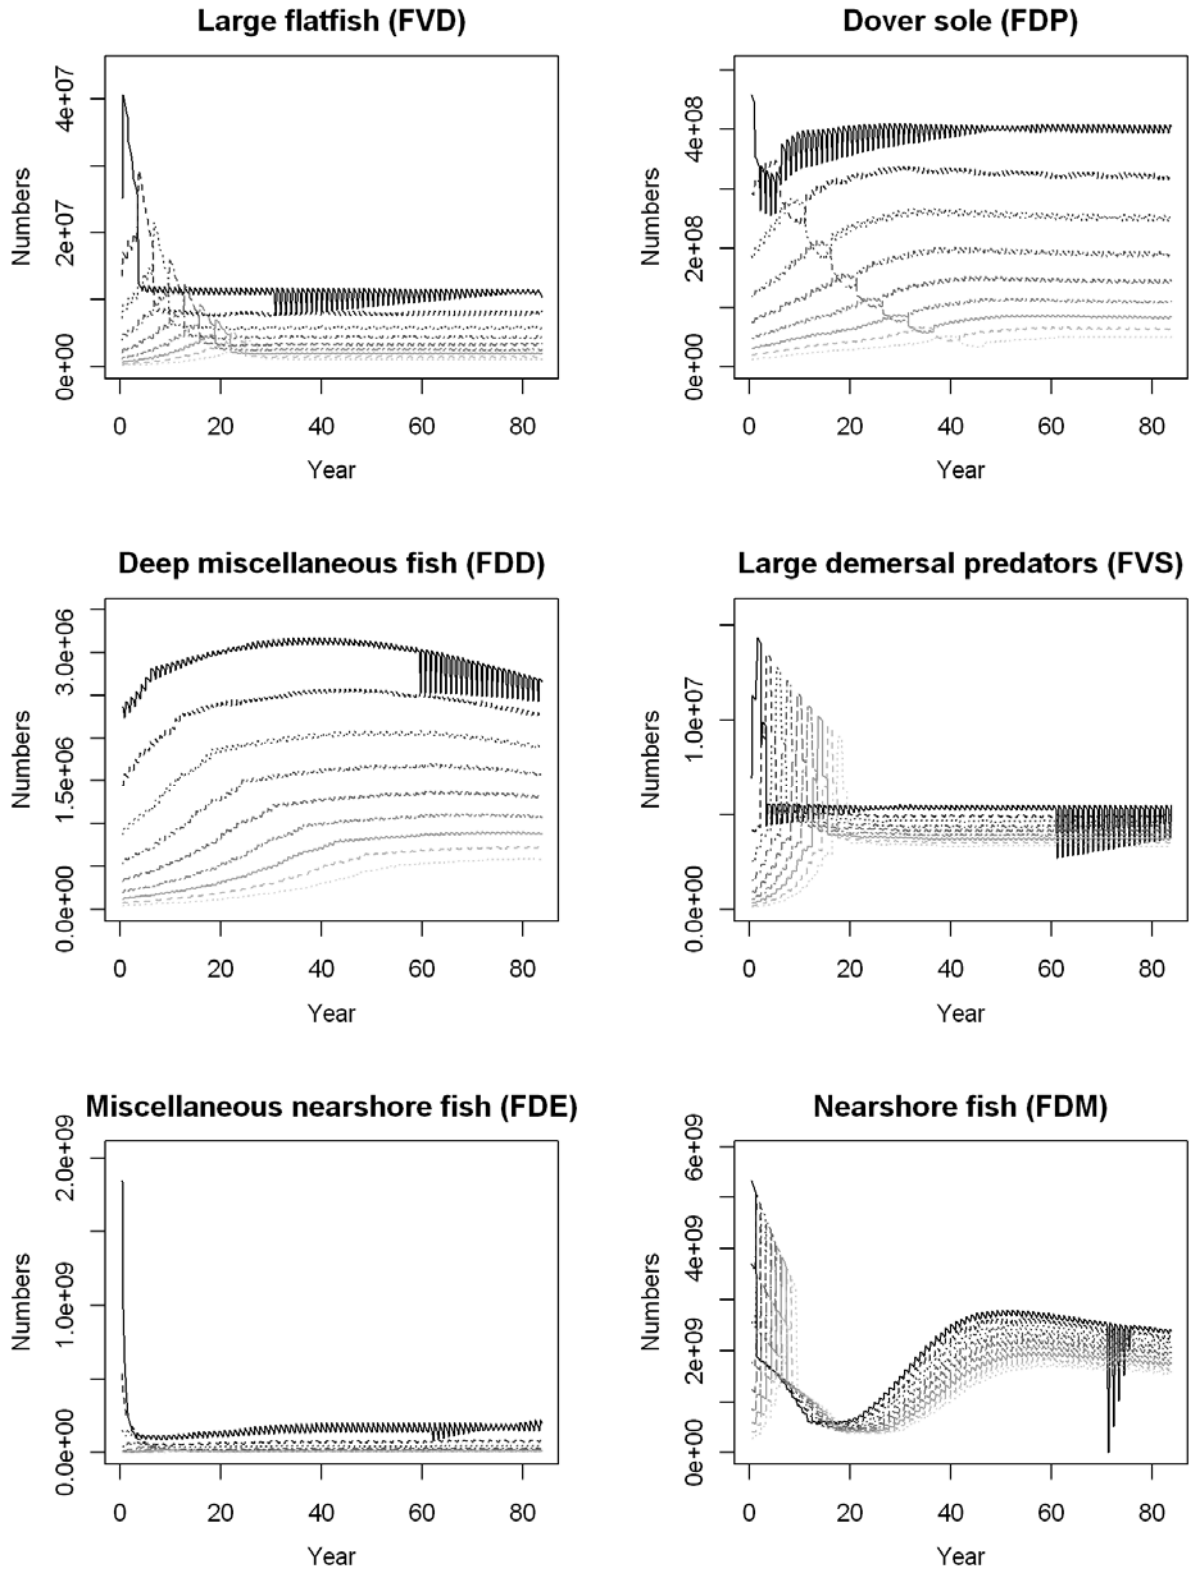 Large flatfish (FVD)
Numbers
0e+00 2e+07 4e+07
0 20 40 60 80
Year
Dover sole (FDP)
Numbers
0e+00 2e+08 4e+08
0 20 40 60 80
Year
Deep miscellaneous fish (FDD)
Numbers
0.0e+00 1.5e+06 3.0e+06
0 20 40 60 80
Year
Large demersal predators (FVS)
Numbers
0.0e+00 1.0e+07
0 20 40 60 80
Year
Miscellaneous nearshore fish (FDE)
Numbers
0.0e+00 1.0e+09 2.0e+09
0 20 40 60 80
Year
Nearshore fish (FDM)
Numbers
0e+00 2e+09 4e+09 6e+09
0 20 40 60 80
Year